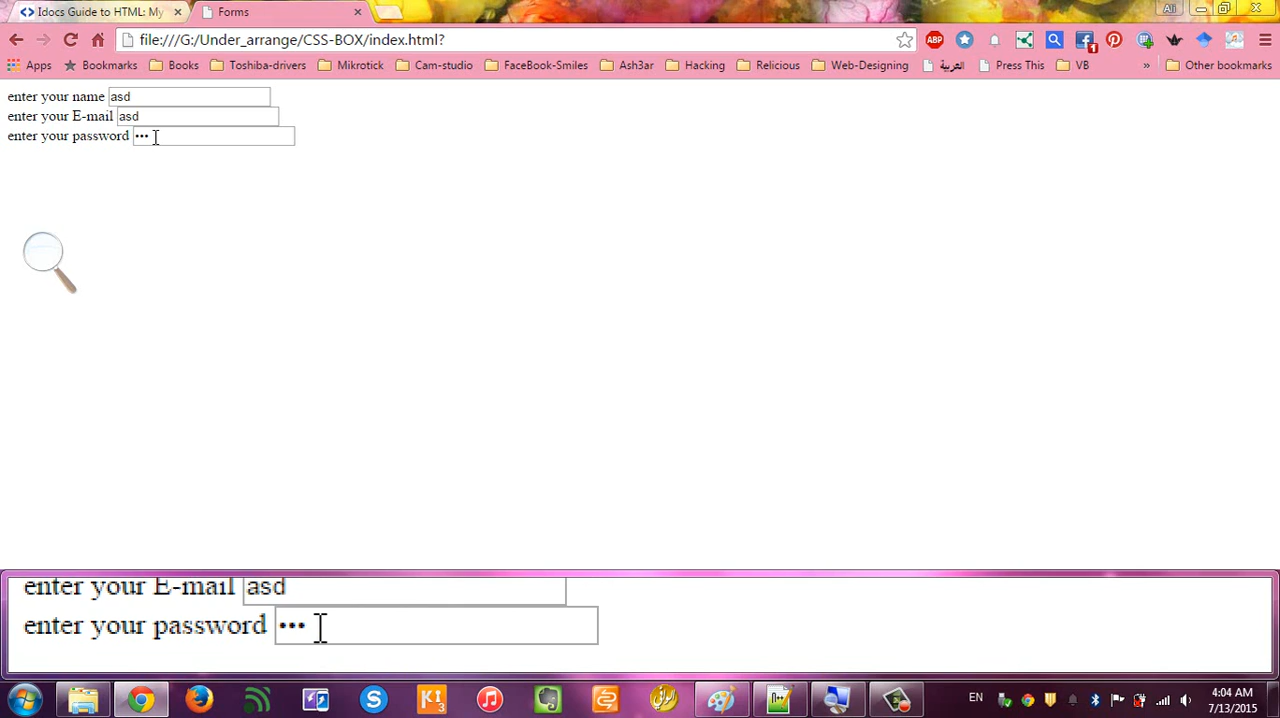 Idocs Guide to HTML: My
Forms
Ali
file:///G:/Under_arrange/CSS-BOX/index.html?
ABP
1
Apps
Bookmarks
Books
Toshiba-drivers
Mikrotick
Cam-studio
FaceBook-Smiles
Ash3ar
Hacking
Relicious
Web-Designing
العربية
Press This
VB
»
Other bookmarks
enter your name asd
enter your E-mail asd
enter your password •••
enter your E-mail asd
enter your password •••
EN
4:04 AM
7/13/2015